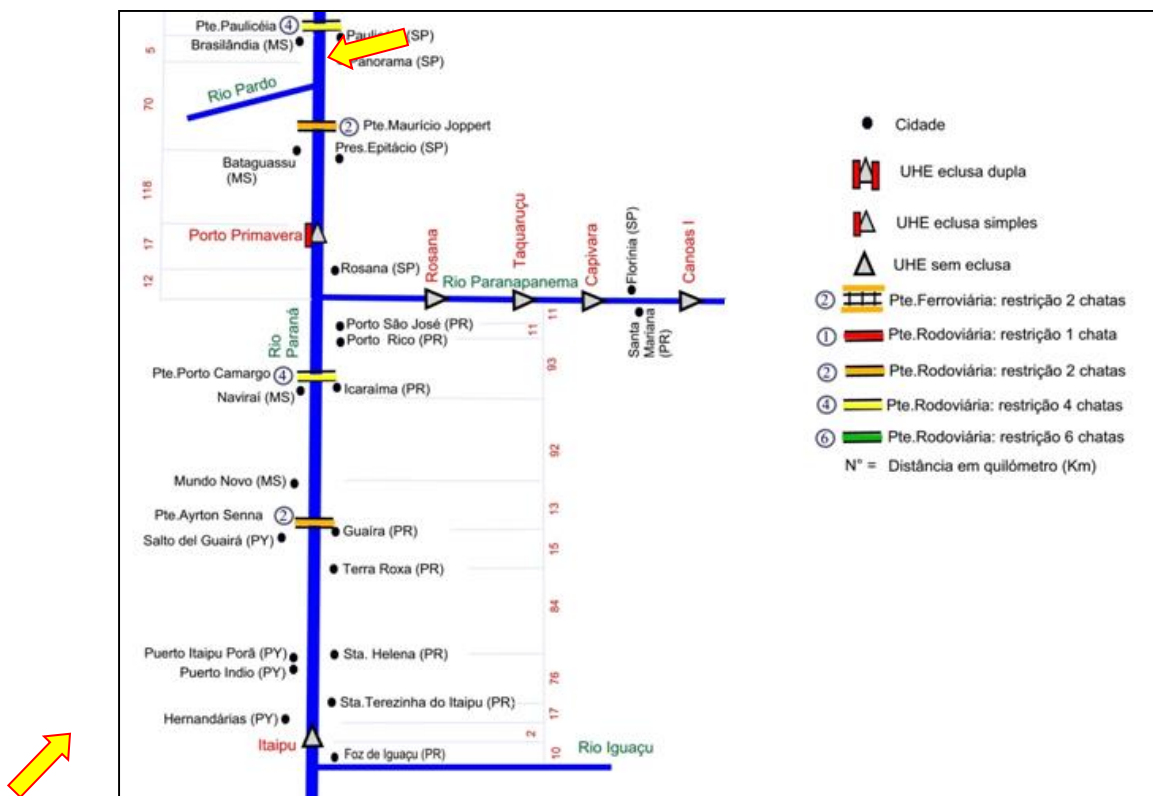 Pte.Paulicéia 4
Brasilândia (MS)
(SP)
Panorama (SP)
5
Rio Pardo
70
2 Pte.Maurício Joppert
Pres.Epitácio (SP)
Bataguassu
(MS)
118
Porto Primavera
17
Rosana (SP)
12
Rosana
Taquaruçu
Capivara
Florínia (SP)
Canoas I
Rio Paranapanema
Santa
Mariana
(PR)
Rio
Paraná
Porto São José (PR)
11
Porto Rico (PR)
11
93
Pte.Porto Camargo 4
Icaraíma (PR)
Naviraí (MS)
92
Mundo Novo (MS)
13
Pte.Ayrton Senna 2
Guaíra (PR)
Salto del Guairá (PY)
15
Terra Roxa (PR)
84
Puerto Itaipu Porã (PY)
Sta. Helena (PR)
Puerto Indio (PY)
76
Sta.Terezinha do Itaipu (PR)
17
Hernandárias (PY)
2
Itaipu
Foz de Iguaçu (PR)
10
Rio Iguaçu
Cidade
UHE eclusa dupla
UHE eclusa simples
UHE sem eclusa
2 Pte.Ferroviária: restrição 2 chatas
1 Pte.Rodoviária: restrição 1 chata
2 Pte.Rodoviária: restrição 2 chatas
4 Pte.Rodoviária: restrição 4 chatas
6 Pte.Rodoviária: restrição 6 chatas
N° = Distância em quilómetro (Km)